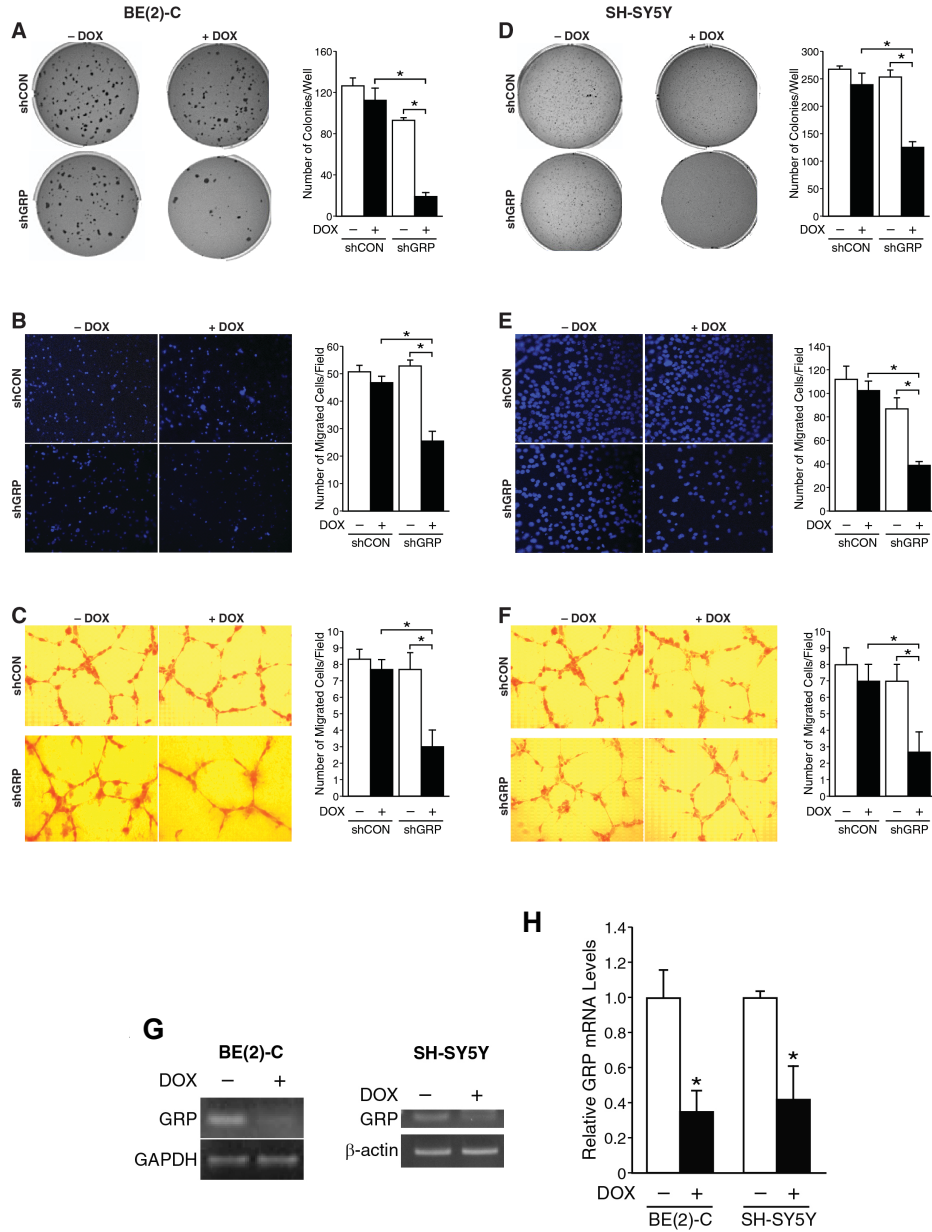 BE(2)-C
A
– DOX
+ DOX
shCON
shGRP
Number of Colonies/Well
160
120
80
40
0
*
*
DOX – + – +
shCON shGRP
SH-SY5Y
D
– DOX
+ DOX
shCON
shGRP
Number of Colonies/Well
300
250
200
150
100
50
0
*
*
DOX – + – +
shCON shGRP
B
– DOX
+ DOX
shCON
shGRP
Number of Migrated Cells/Field
60
50
40
30
20
10
0
*
*
DOX – + – +
shCON shGRP
E
– DOX
+ DOX
shCON
shGRP
Number of Migrated Cells/Field
140
120
100
80
60
40
20
0
*
*
DOX – + – +
shCON shGRP
C
– DOX
+ DOX
shCON
shGRP
Number of Migrated Cells/Field
10
9
8
7
6
5
4
3
2
1
0
*
*
DOX – + – +
shCON shGRP
F
– DOX
+ DOX
shCON
shGRP
Number of Migrated Cells/Field
10
9
8
7
6
5
4
3
2
1
0
*
*
DOX – + – +
shCON shGRP
G
BE(2)-C
DOX – +
GRP
GAPDH
SH-SY5Y
DOX – +
GRP
β-actin
H
Relative GRP mRNA Levels
1.4
1.2
1.0
0.8
0.6
0.4
0.2
0
*
*
DOX – + – +
BE(2)-C SH-SY5Y